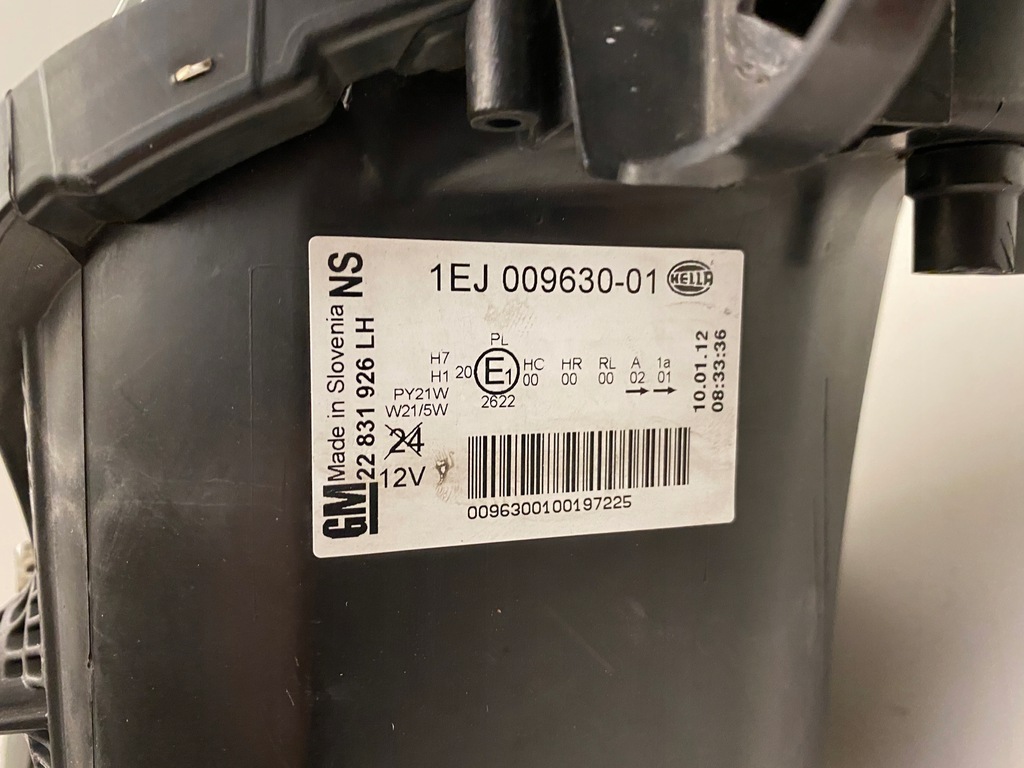 1EJ 009630-01 HELLA
NS
Made in Slovenia
22 831 926 LH
GM
PL
H7
H1
PY21W
W21/5W
20 E1
2622
HC HR RL A 1a
00 00 00 02 01
24
12V
10.01.12
08:33:36
0096300100197225